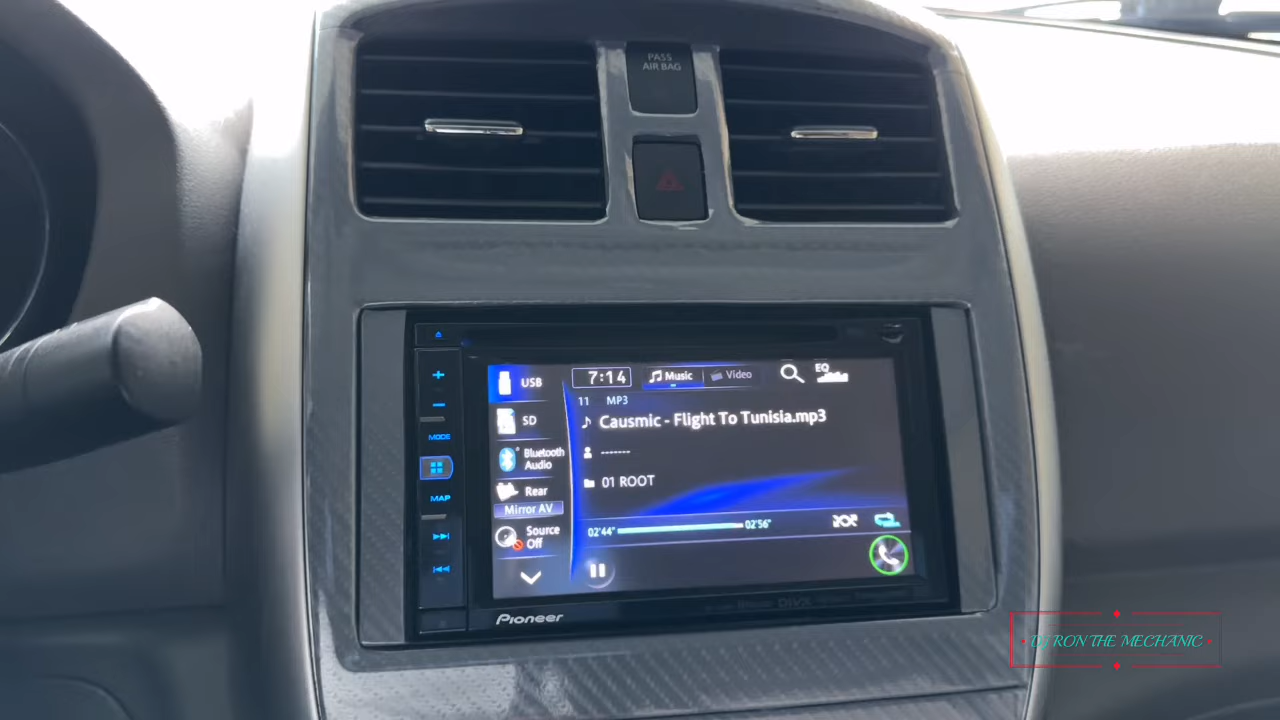 PASS
AIR BAG
USB
7:14
Music
Video
EQ
11 MP3
SD
Causmic - Flight To Tunisia.mp3
Bluetooth
Audio
-------
Rear
01 ROOT
Mirror AV
Source
Off
02'44"
02'56"
MODE
MAP
Pioneer
DIVX
DJ RON THE MECHANIC